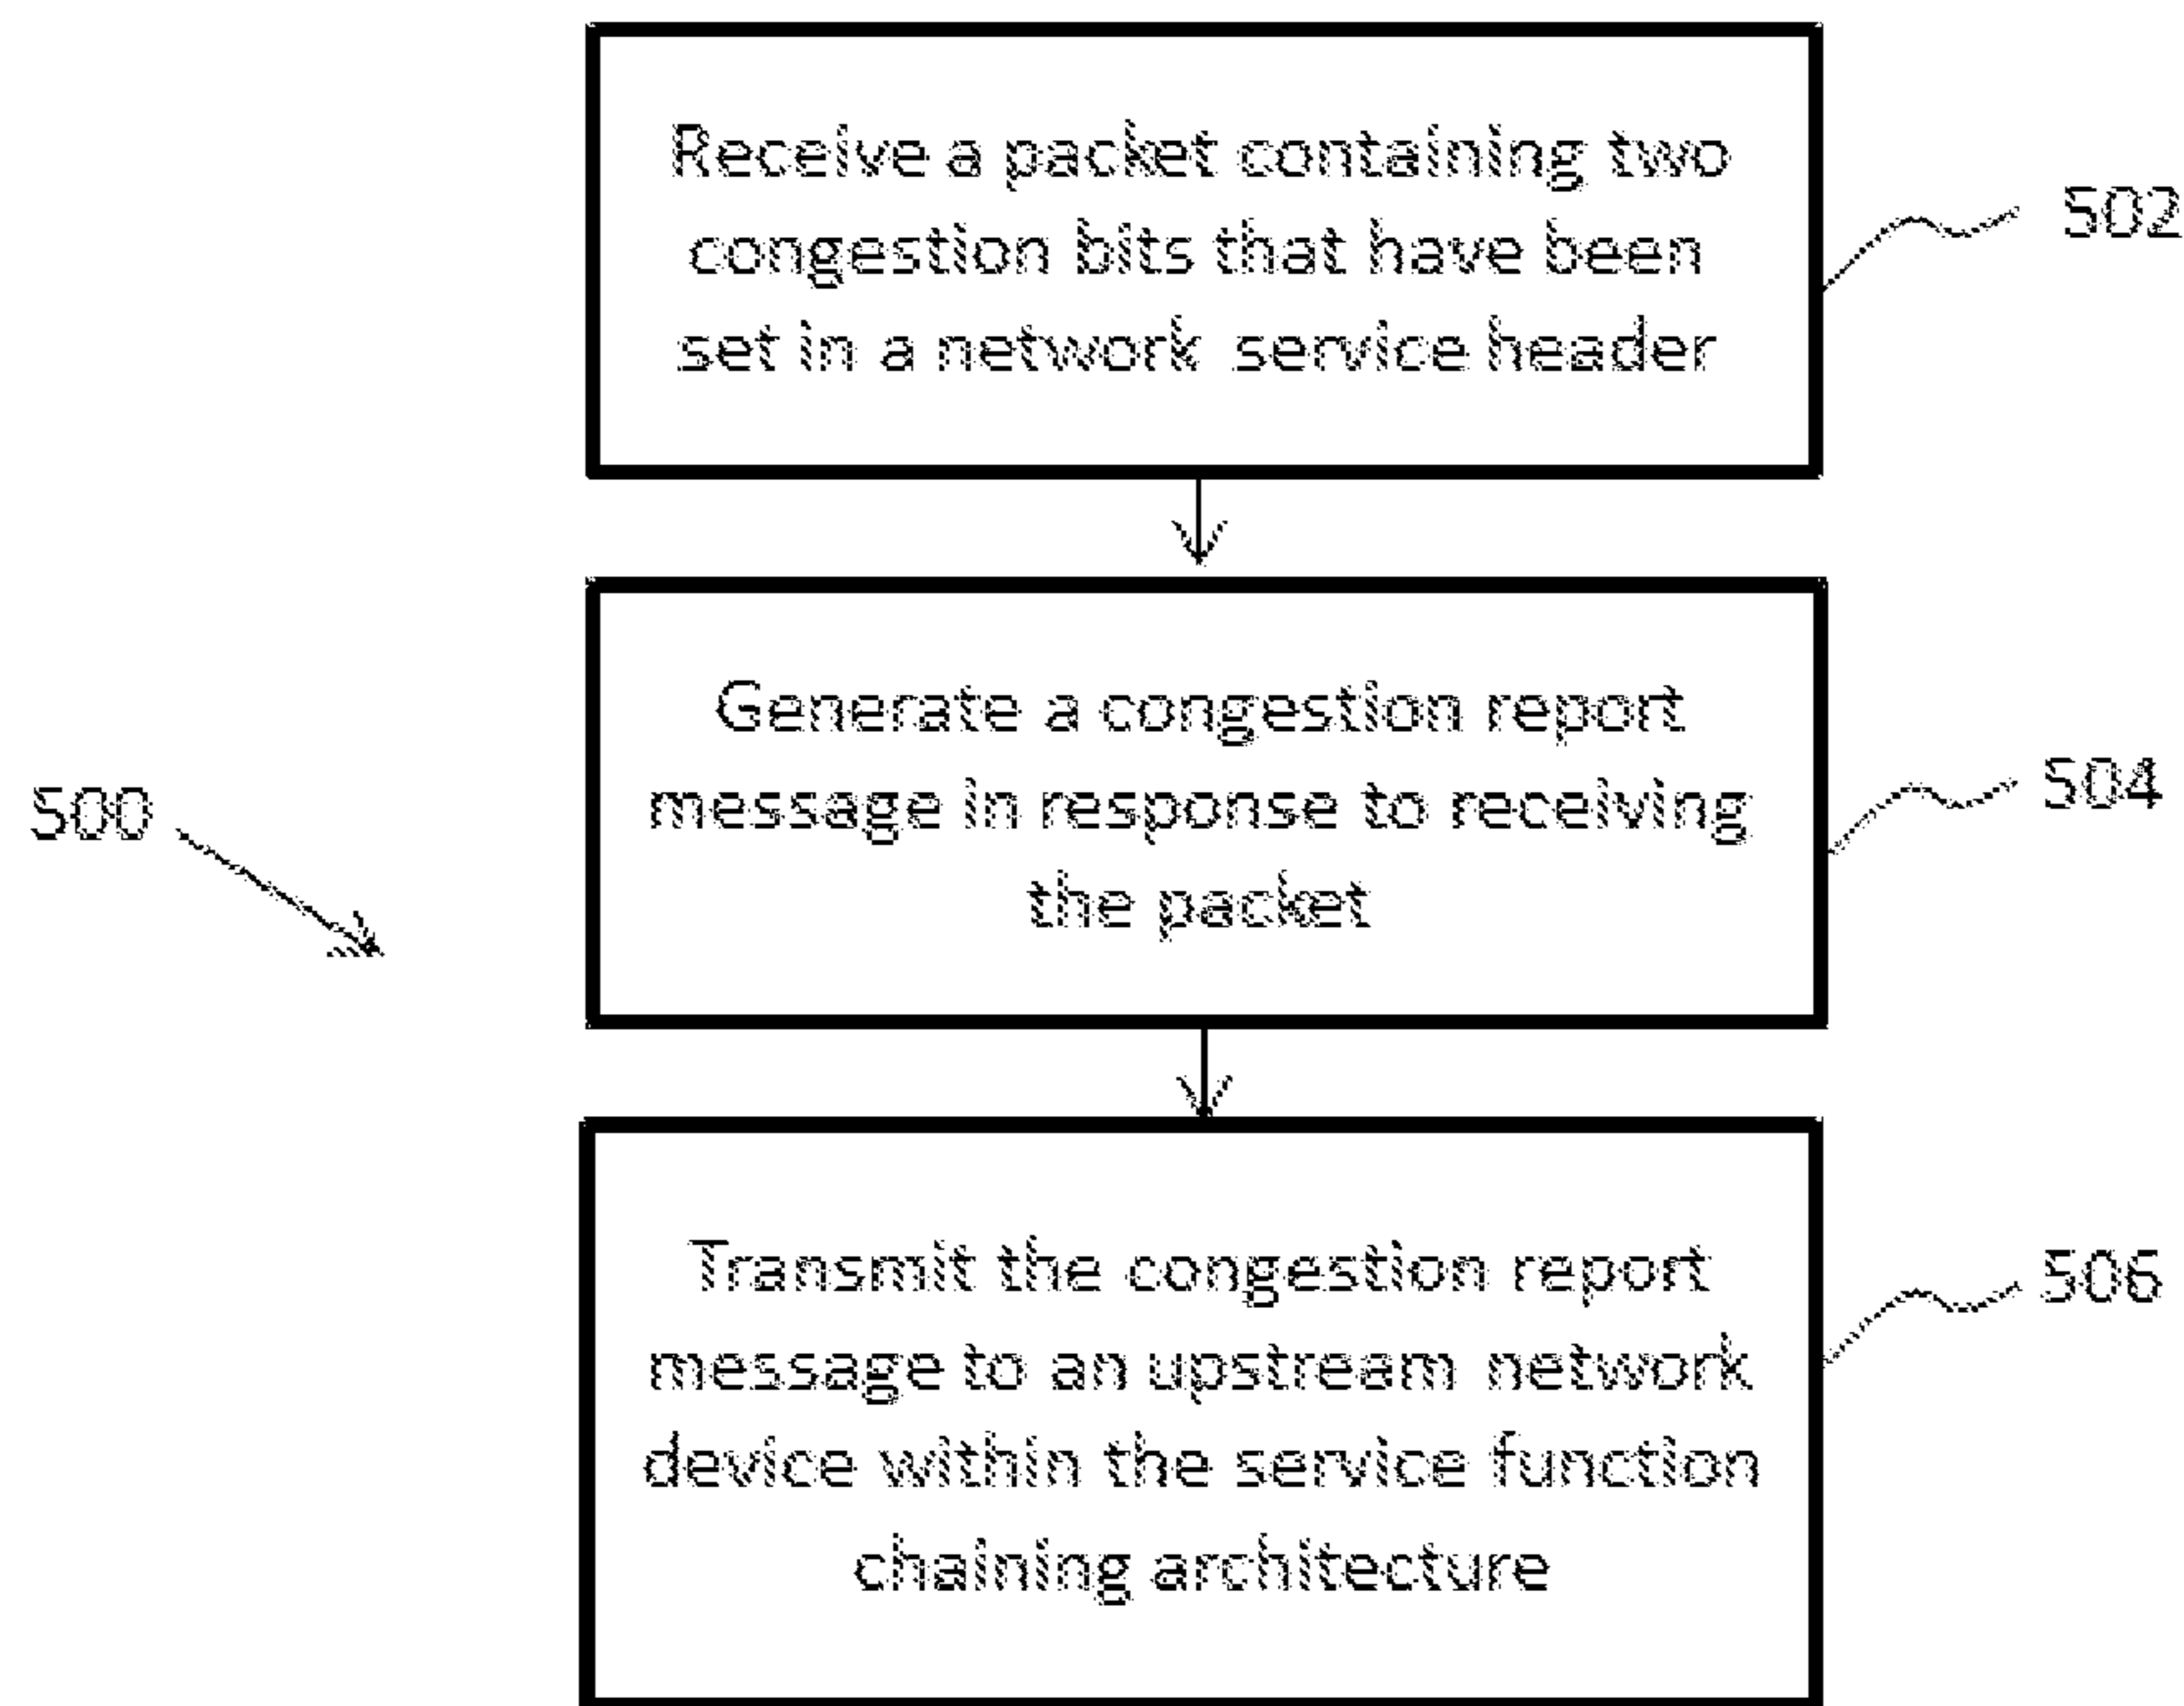 Receive a packet containing two
congestion bits that have been
set in a network service header
502
Generate a congestion report
message in response to receiving
the packet
504
500
Transmit the congestion report
message to an upstream network
device within the service function
chaining architecture
506